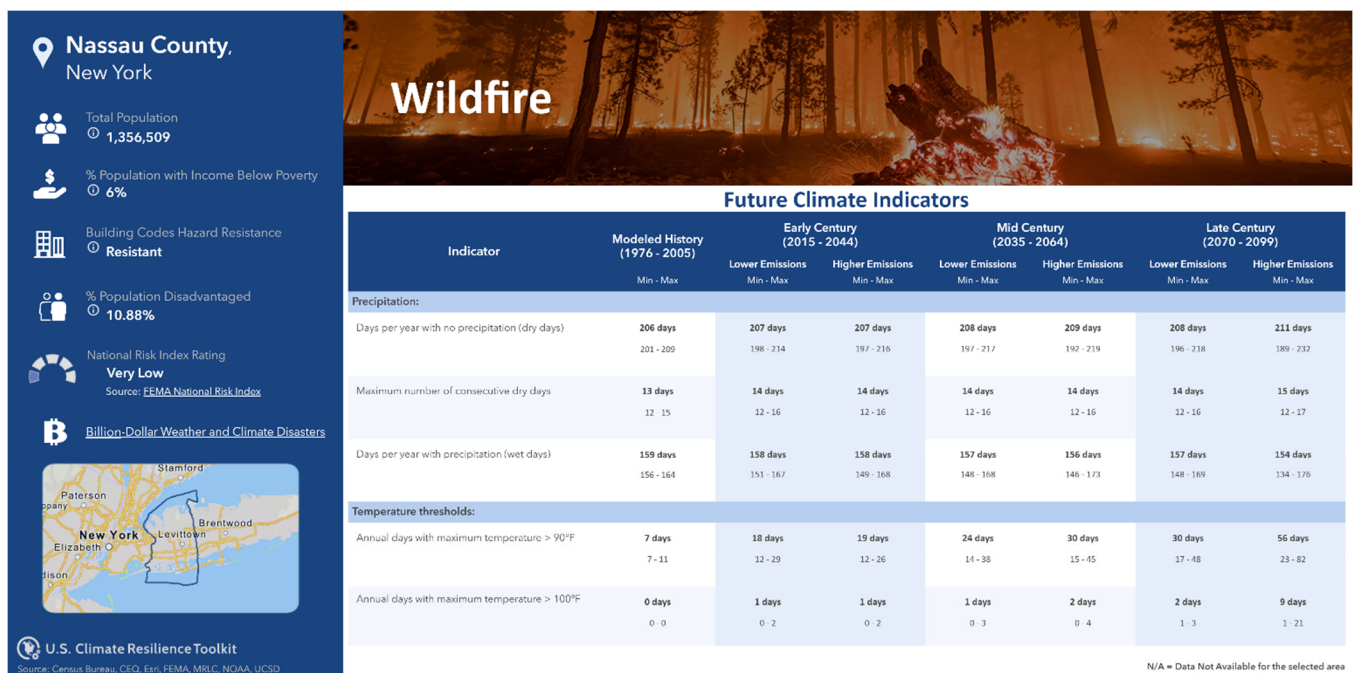 Nassau County,
New York
Total Population
1,356,509
% Population with Income Below Poverty
6%
Building Codes Hazard Resistance
Resistant
% Population Disadvantaged
10.88%
National Risk Index Rating
Very Low
Source: FEMA National Risk Index
Billion-Dollar Weather and Climate Disasters
Stamford
Paterson
ppany
Brentwood
New York
Levittown
Elizabeth
dison
U.S. Climate Resilience Toolkit
Source: Census Bureau, CEQ, Esri, FEMA, MRLC, NOAA, UCSD
Wildfire
Future Climate Indicators
Indicator
Modeled History
(1976 - 2005)
Min - Max
Early Century
(2015 - 2044)
Lower Emissions Higher Emissions
Min - Max Min - Max
Mid Century
(2035 - 2064)
Lower Emissions Higher Emissions
Min - Max Min - Max
Late Century
(2070 - 2099)
Lower Emissions Higher Emissions
Min - Max Min - Max
Precipitation:
Days per year with no precipitation (dry days) 206 days 207 days 207 days 208 days 209 days 208 days 211 days
201 - 209 198 - 214 197 - 216 197 - 217 192 - 219 196 - 218 189 - 232
Maximum number of consecutive dry days 13 days 14 days 14 days 14 days 14 days 14 days 15 days
12 - 15 12 - 16 12 - 16 12 - 16 12 - 16 12 - 16 12 - 17
Days per year with precipitation (wet days) 159 days 158 days 158 days 157 days 156 days 157 days 154 days
156 - 164 151 - 167 149 - 168 148 - 168 146 - 173 148 - 169 134 - 176
Temperature thresholds:
Annual days with maximum temperature > 90°F 7 days 18 days 19 days 24 days 30 days 30 days 56 days
7 - 11 12 - 29 12 - 26 14 - 38 15 - 45 17 - 48 23 - 82
Annual days with maximum temperature > 100°F 0 days 1 days 1 days 1 days 2 days 2 days 9 days
0 - 0 0 - 2 0 - 2 0 - 3 0 - 4 1 - 3 1 - 21
N/A = Data Not Available for the selected area